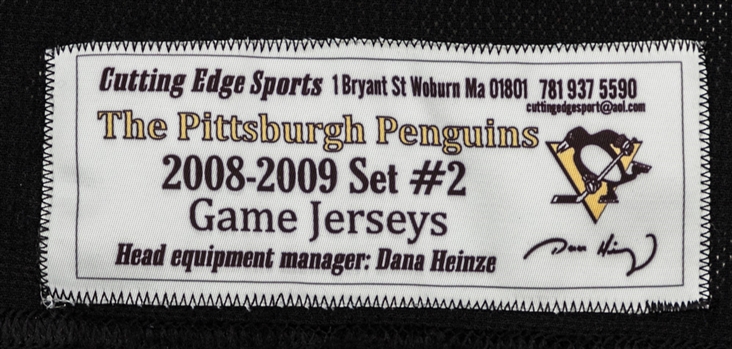 Cutting Edge Sports 1 Bryant St Woburn Ma 01801 781 937 5590
cuttingedgesport@aol.com
The Pittsburgh Penguins
2008-2009 Set #2
Game Jerseys
Head equipment manager: Dana Heinze